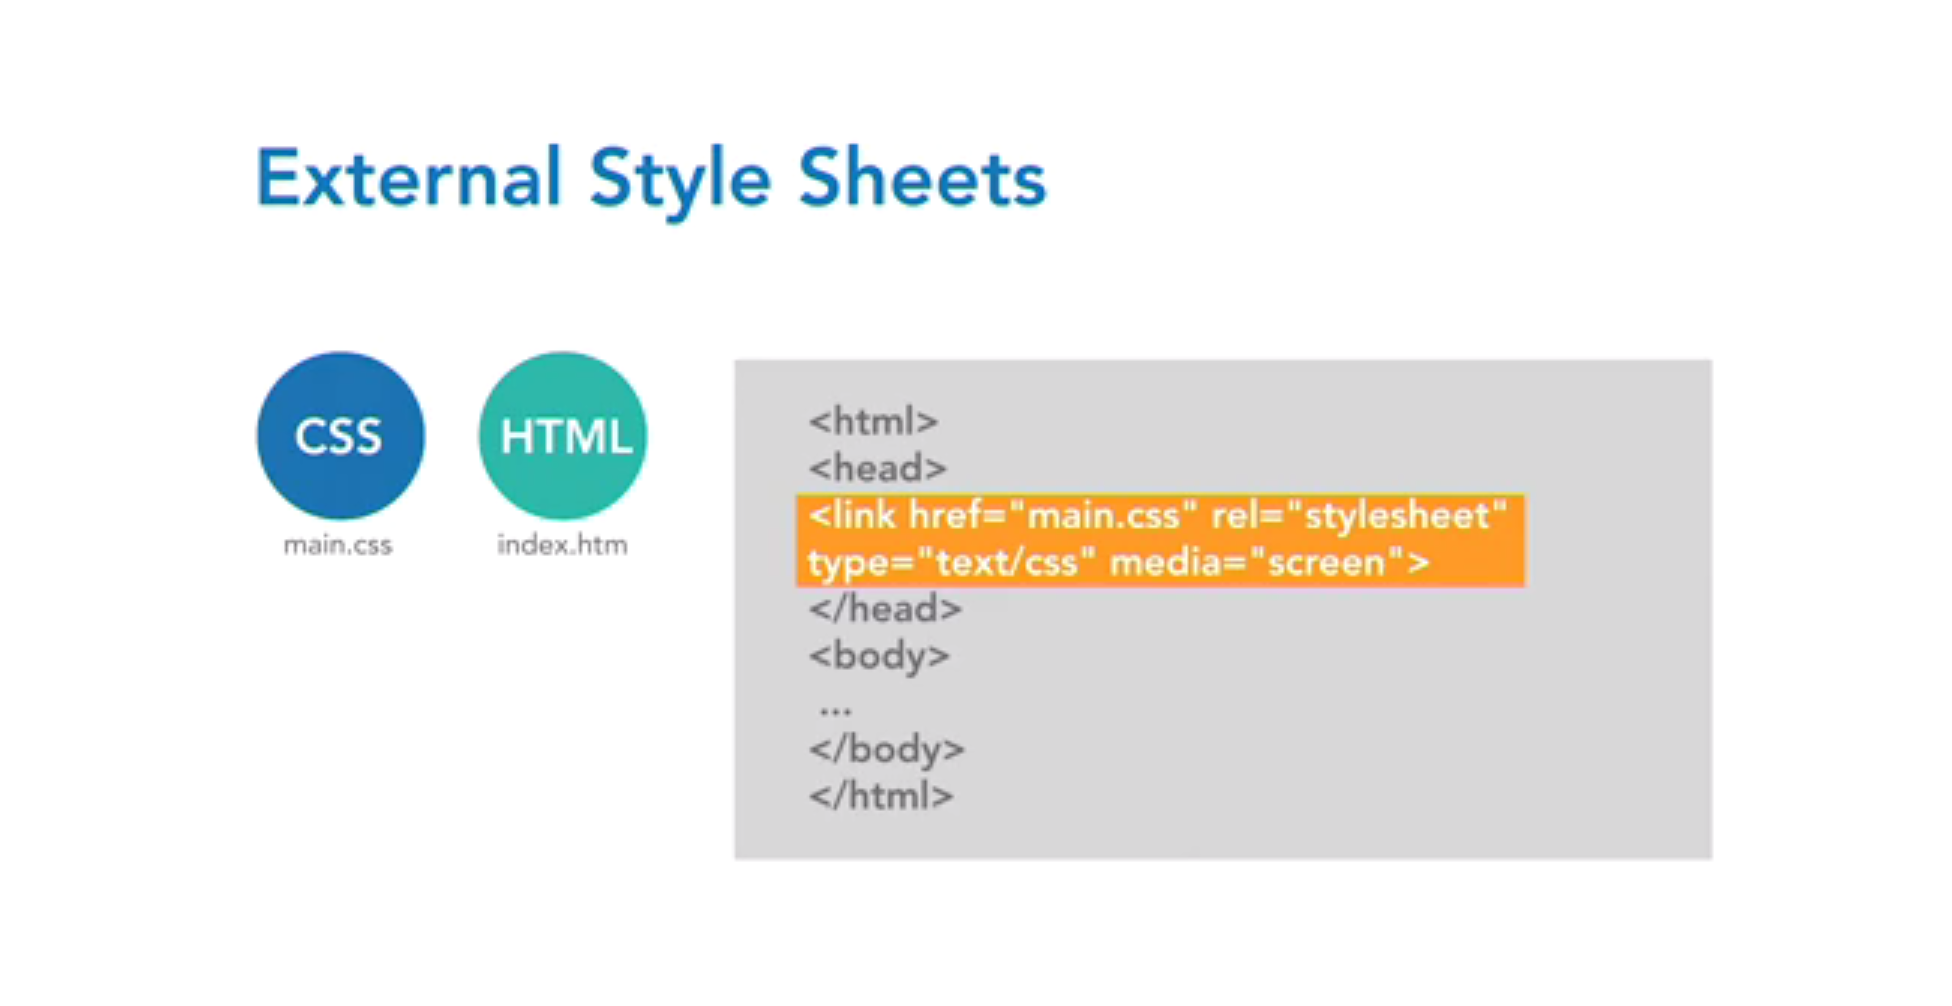 External Style Sheets
CSS
HTML
main.css
index.htm
<html>
<head>
<link href="main.css" rel="stylesheet"
type="text/css" media="screen">
</head>
<body>
...
</body>
</html>